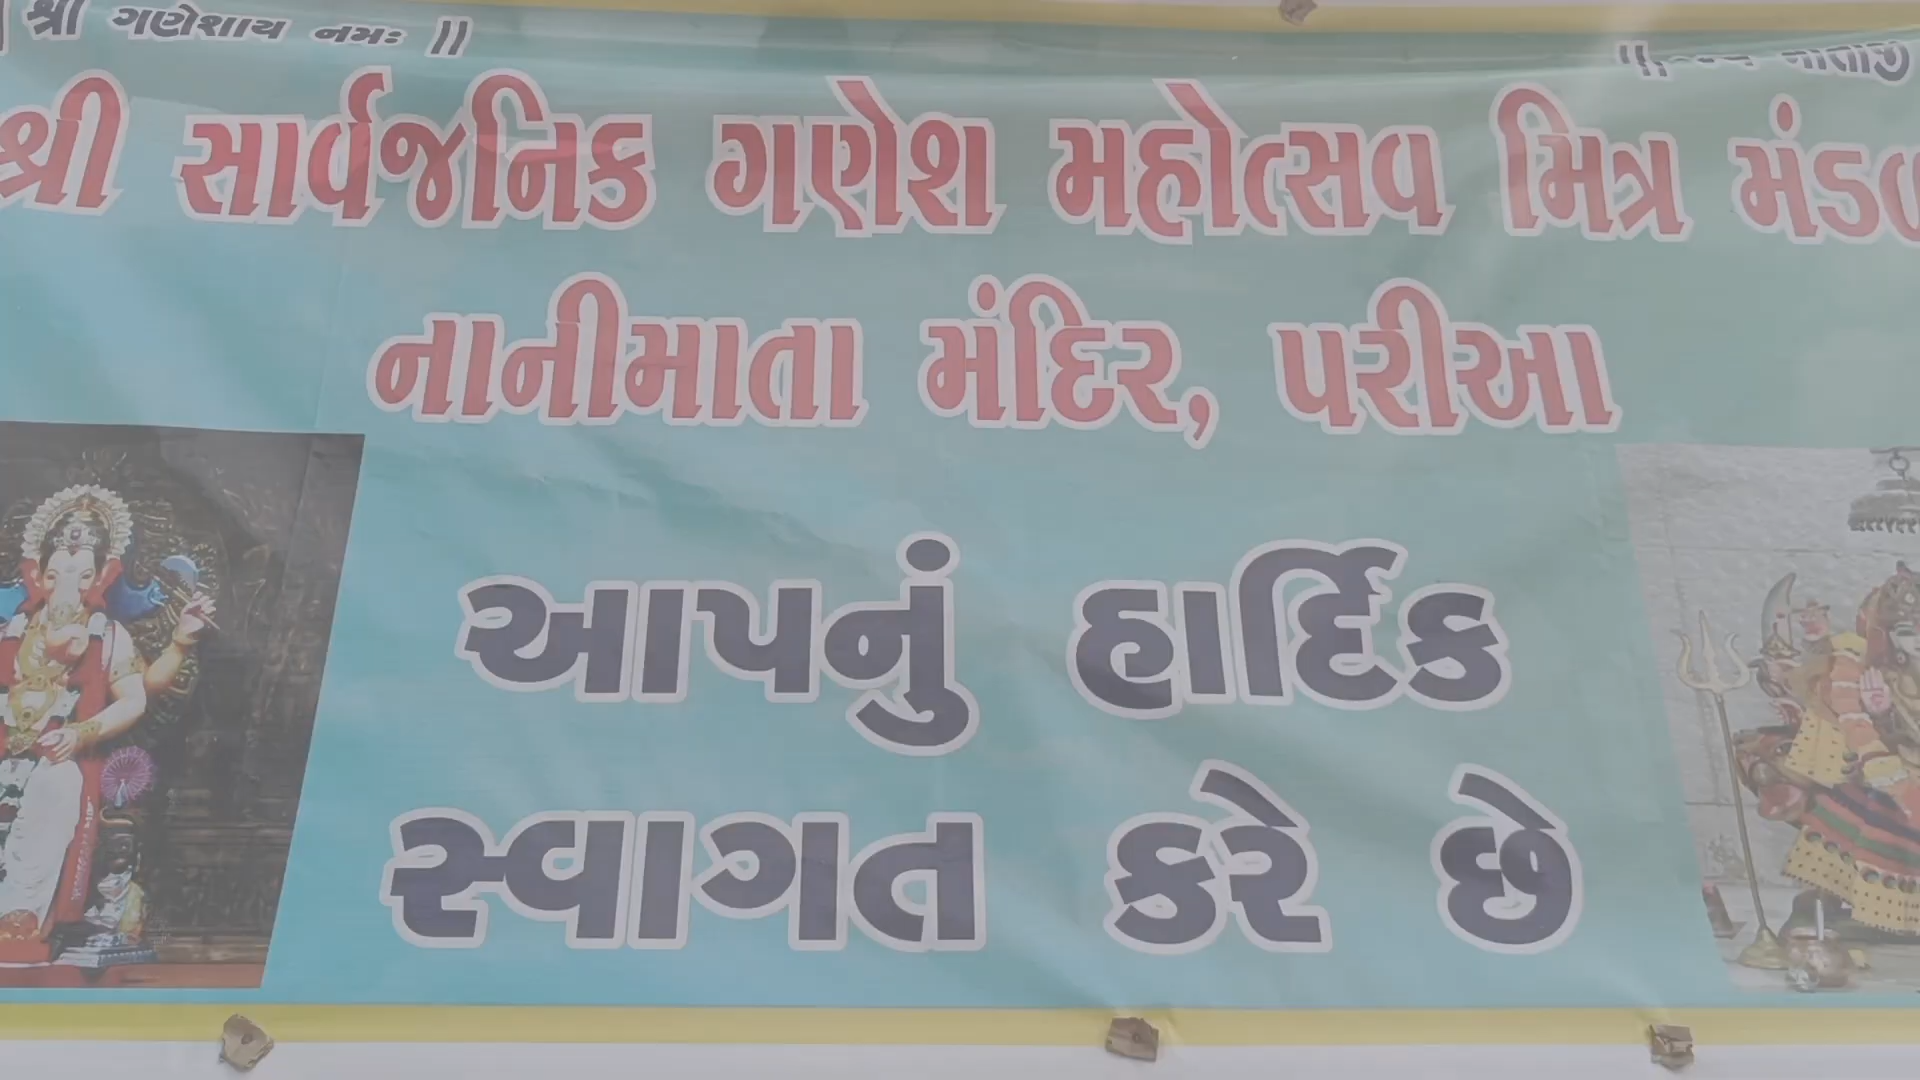 || શ્રી ગણેશાય નમઃ ||
માતાજી
શ્રી સાર્વજનિક ગણેશ મહોત્સવ મિત્ર મંડળ
નાનીમાતા મંદિર, પરીઆ
આપનું હાર્દિક
સ્વાગત કરે છે